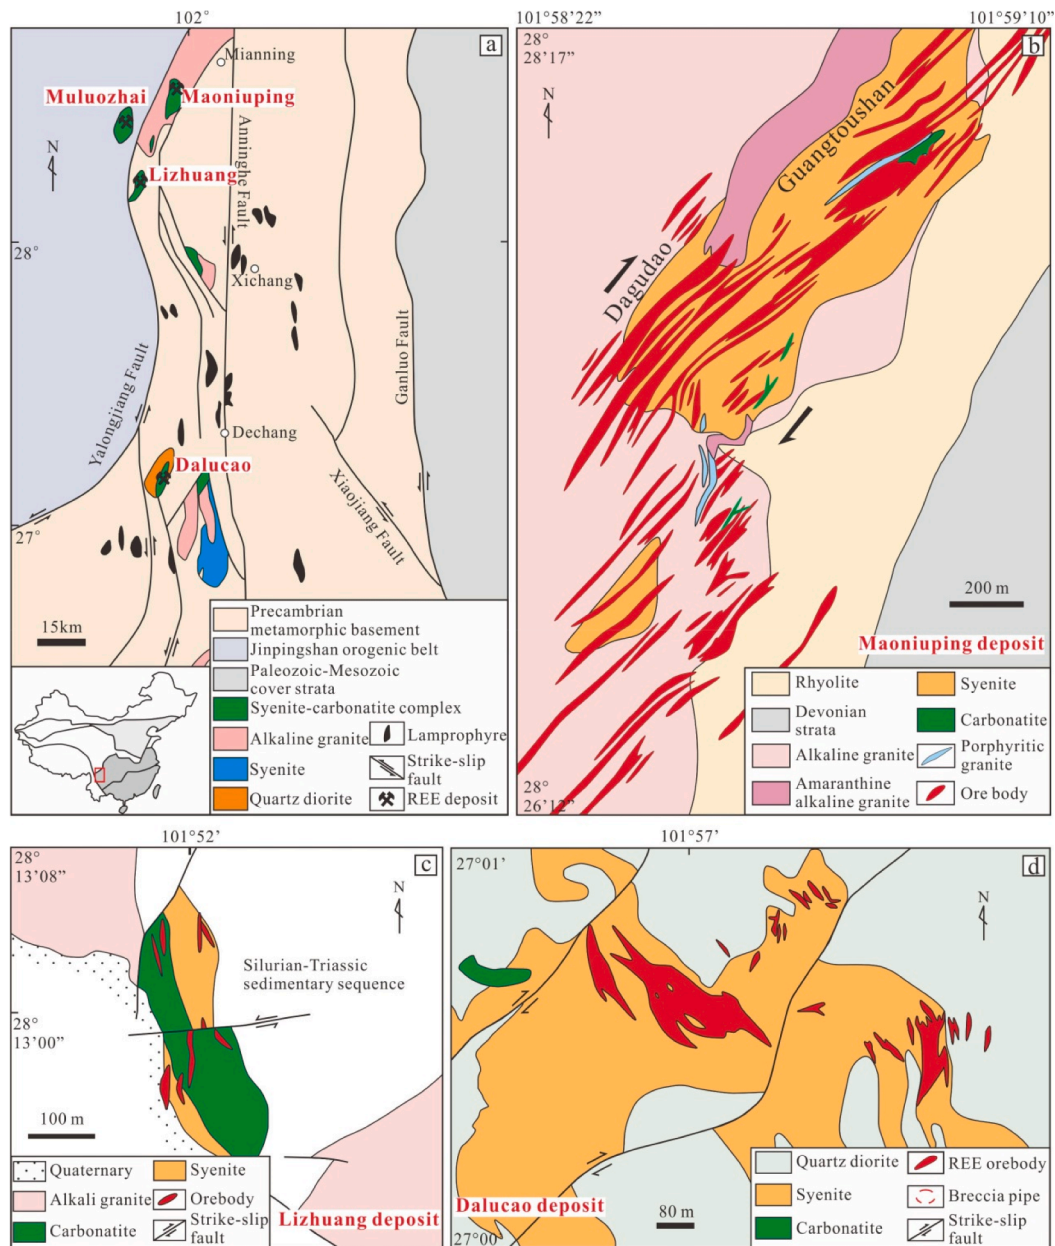 102°
a
Mianning
Muluozhai
Maoniuping
N
Anninghe Fault
Lizhuang
28°
Xichang
Yalongjiang Fault
Ganluo Fault
Dechang
Dalucao
Xiaojiang Fault
27°
15km
Precambrian
metamorphic basement
Jinpingshan orogenic belt
Paleozoic-Mesozoic
cover strata
Syenite-carbonatite complex
Alkaline granite
Lamprophyre
Syenite
Strike-slip
fault
Quartz diorite
REE deposit
101°58'22”
101°59'10”
28°
28'17”
b
N
Guangtoushan
Dagudao
200 m
Maoniuping deposit
28°
26'12”
Rhyolite
Syenite
Devonian
strata
Carbonatite
Alkaline granite
Porphyritic
granite
Amaranthine
alkaline granite
Ore body
101°52'
28°
13'08”
c
N
Silurian-Triassic
sedimentary sequence
28°
13'00”
100 m
Quaternary
Syenite
Alkali granite
Orebody
Carbonatite
Strike-slip
fault
Lizhuang deposit
101°57'
27°01'
d
N
Dalucao deposit
27°00'
80 m
Quartz diorite
REE orebody
Syenite
Breccia pipe
Carbonatite
Strike-slip
fault